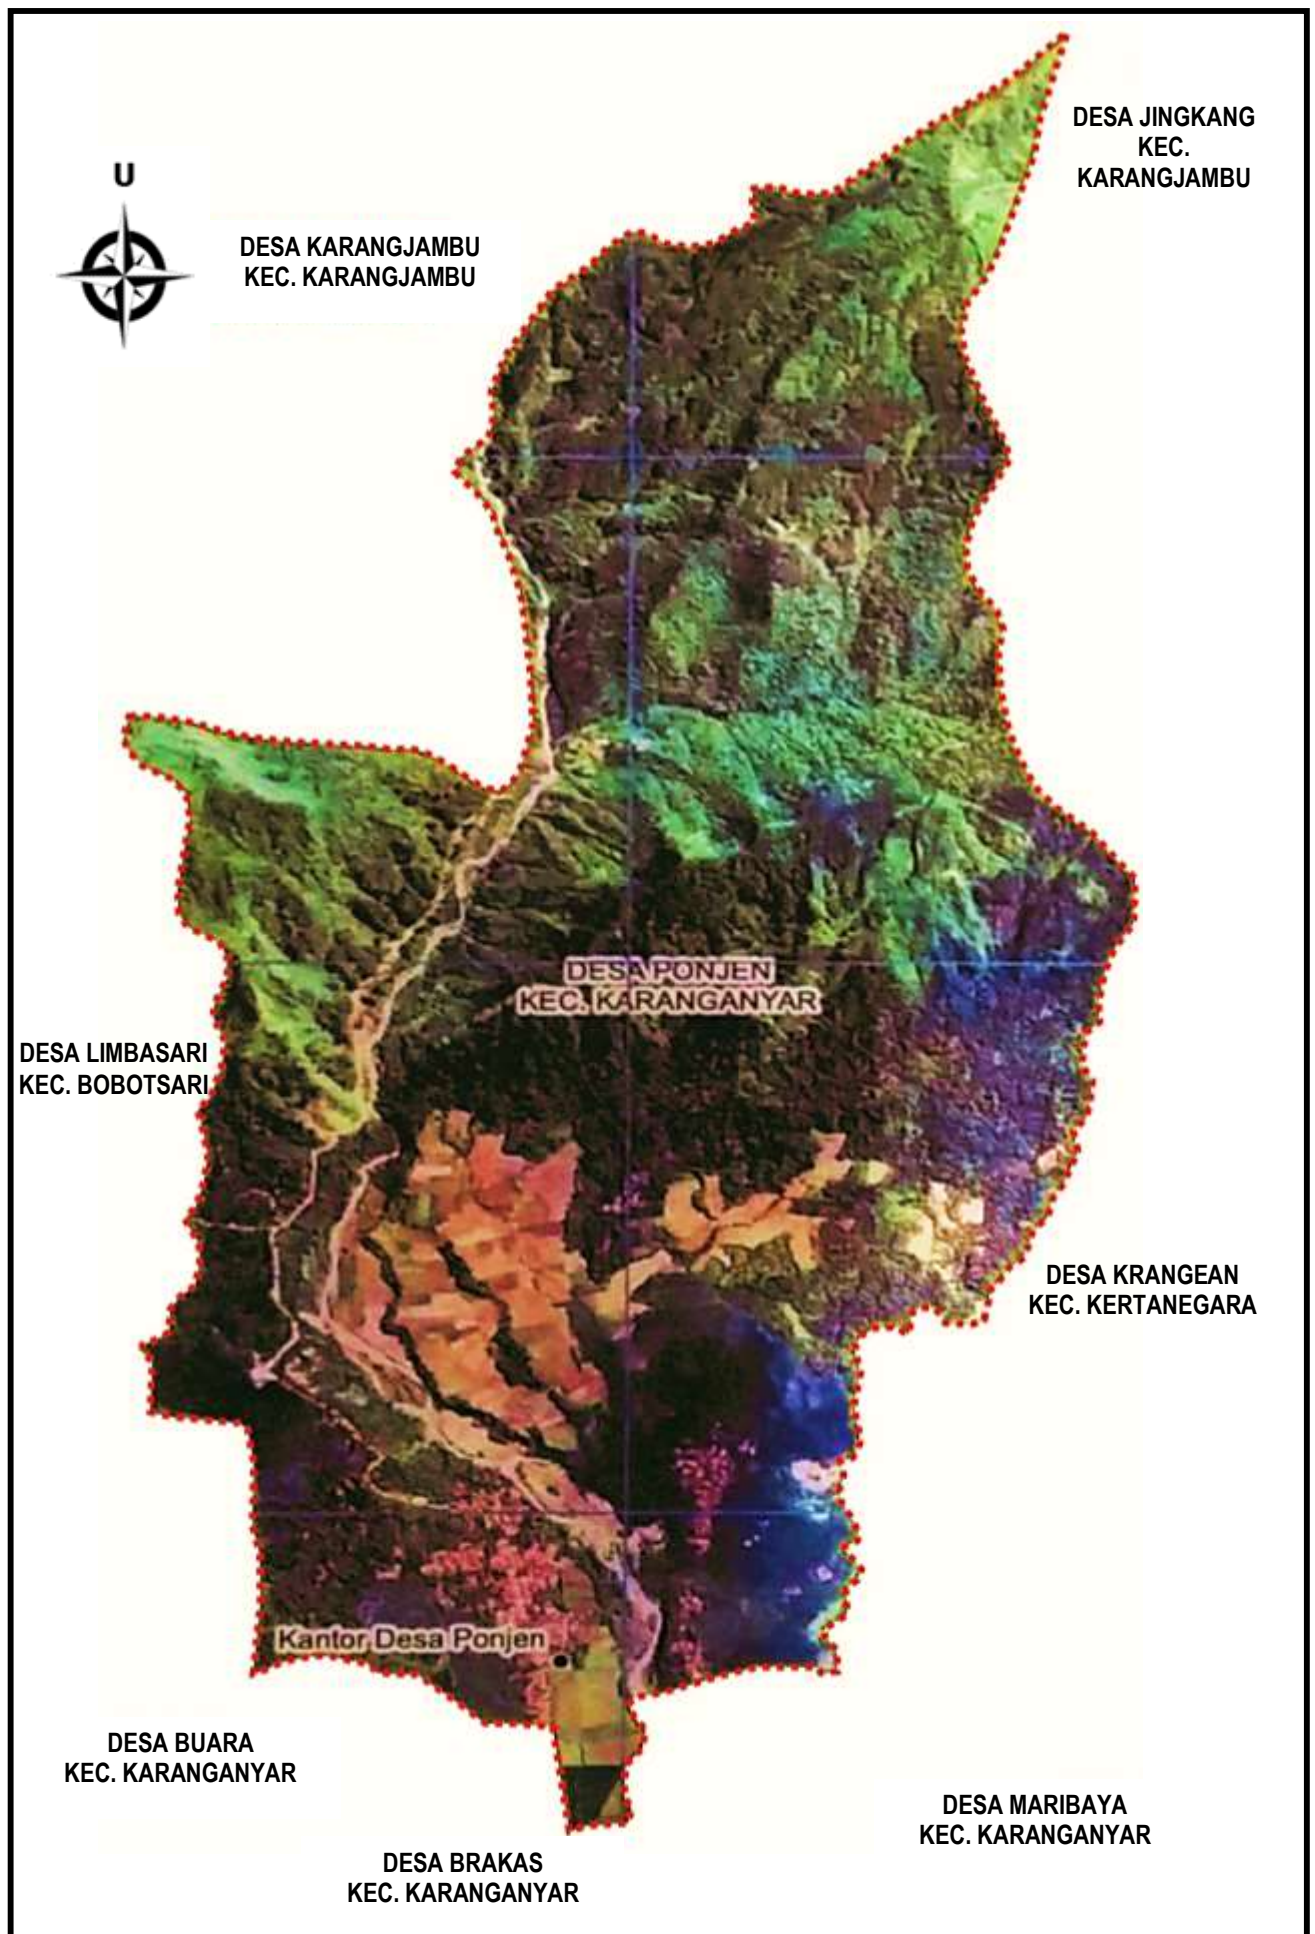 DESA JINGKANG
KEC.
KARANGJAMBU
U
DESA KARANGJAMBU
KEC. KARANGJAMBU
DESA PONJEN
KEC. KARANGANYAR
DESA LIMBASARI
KEC. BOBOTSARI
DESA KRANGEAN
KEC. KERTANEGARA
Kantor Desa Ponjen
DESA BUARA
KEC. KARANGANYAR
DESA MARIBAYA
KEC. KARANGANYAR
DESA BRAKAS
KEC. KARANGANYAR